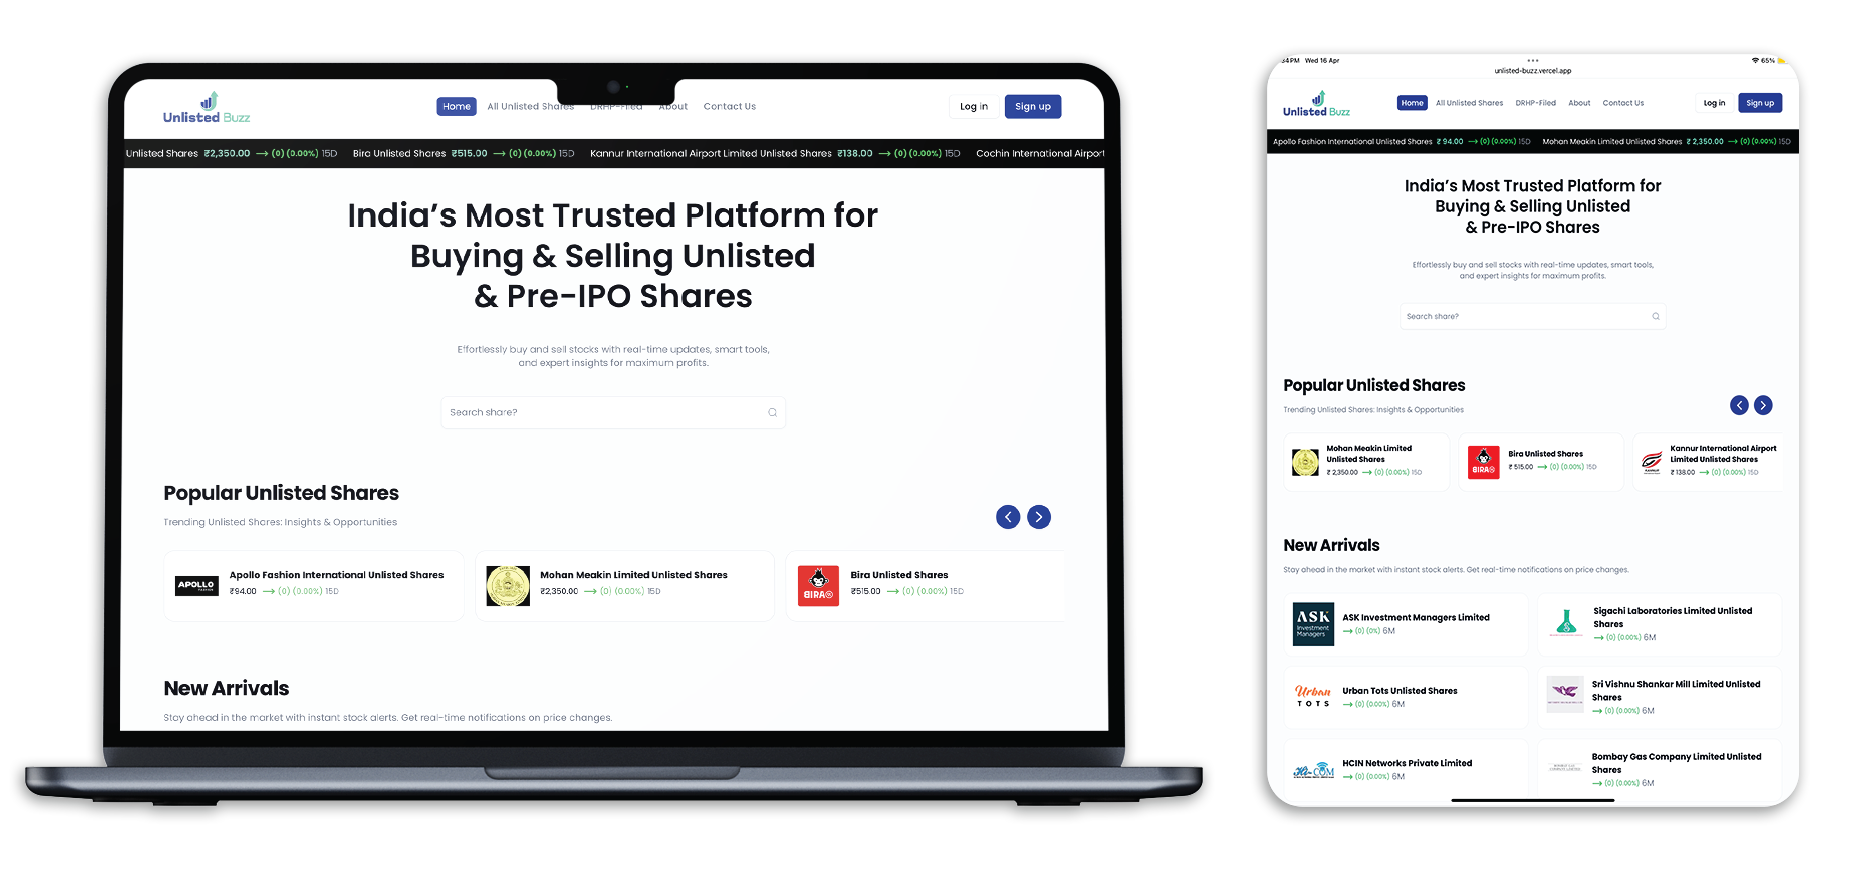 Unlisted Buzz
Home All Unlisted Shares DRHP-Filed About Contact Us Log in Sign up
Unlisted Shares ₹2,350.00 → (0) (0.00%) 15D Bira Unlisted Shares ₹515.00 → (0) (0.00%) 15D Kannur International Airport Limited Unlisted Shares ₹138.00 → (0) (0.00%) 15D Cochin International Airport
India's Most Trusted Platform for
Buying & Selling Unlisted
& Pre-IPO Shares
Effortlessly buy and sell stocks with real-time updates, smart tools,
and expert insights for maximum profits.
Search share?
Popular Unlisted Shares
Trending Unlisted Shares: Insights & Opportunities
APOLLO
FASHION
Apollo Fashion International Unlisted Shares
₹94.00 → (0) (0.00%) 15D
Mohan Meakin Limited Unlisted Shares
₹2,350.00 → (0) (0.00%) 15D
BIRA
Bira Unlisted Shares
₹515.00 → (0) (0.00%) 15D
New Arrivals
Stay ahead in the market with instant stock alerts. Get real-time notifications on price changes.
34PM Wed 16 Apr
65%
unlisted-buzz.vercel.app
Unlisted Buzz
Home All Unlisted Shares DRHP-Filed About Contact Us Log in Sign up
Apollo Fashion International Unlisted Shares ₹ 94.00 → (0) (0.00%) 15D Mohan Meakin Limited Unlisted Shares ₹ 2,350.00 → (0) (0.00%) 15D
India's Most Trusted Platform for
Buying & Selling Unlisted
& Pre-IPO Shares
Effortlessly buy and sell stocks with real-time updates, smart tools,
and expert insights for maximum profits.
Search share?
Popular Unlisted Shares
Trending Unlisted Shares: Insights & Opportunities
Mohan Meakin Limited
Unlisted Shares
₹ 2,350.00 → (0) (0.00%) 15D
BIRA
Bira Unlisted Shares
₹ 515.00 → (0) (0.00%) 15D
KANNUR
Kannur International Airport
Limited Unlisted Shares
₹ 138.00 → (0) (0.00%) 15D
New Arrivals
Stay ahead in the market with instant stock alerts. Get real-time notifications on price changes.
ASK
Investment
Managers
ASK Investment Managers Limited
→ (0) (0%) 6M
Sigachi Laboratories Limited Unlisted
Shares
→ (0) (0.00%) 6M
Urban
TOTS
Urban Tots Unlisted Shares
→ (0) (0.00%) 6M
Sri Vishnu Shankar Mill Limited Unlisted
Shares
→ (0) (0.00%) 6M
HCIN Networks Private Limited
→ (0) (0.00%) 6M
BOMBAY GAS
COMPANY LIMITED
Bombay Gas Company Limited Unlisted
Shares
→ (0) (0.00%) 6M